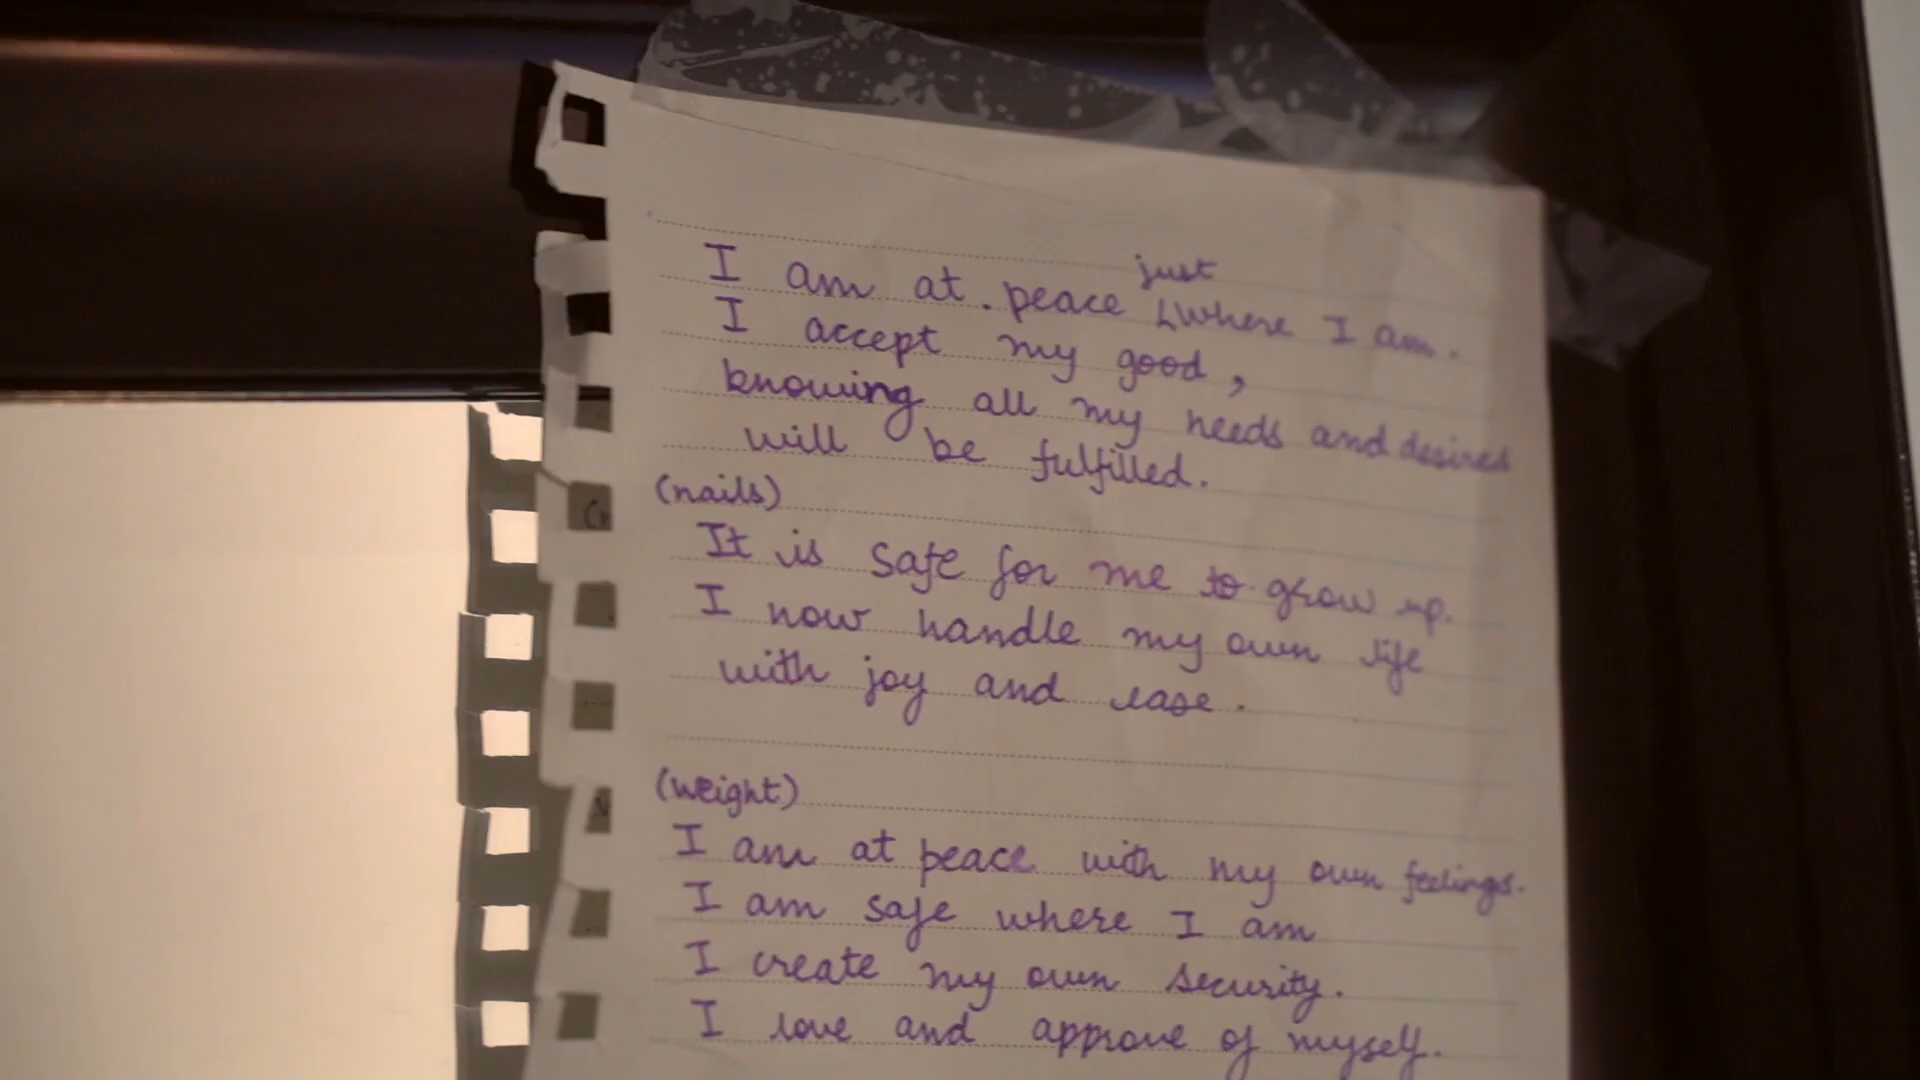 I am at peace just where I am.
I accept my good,
knowing all my needs and desires
will be fulfilled.
(nails)
It is safe for me to grow up.
I now handle my own life
with joy and ease.
(weight)
I am at peace with my own feelings.
I am safe where I am
I create my own security.
I love and approve of myself.